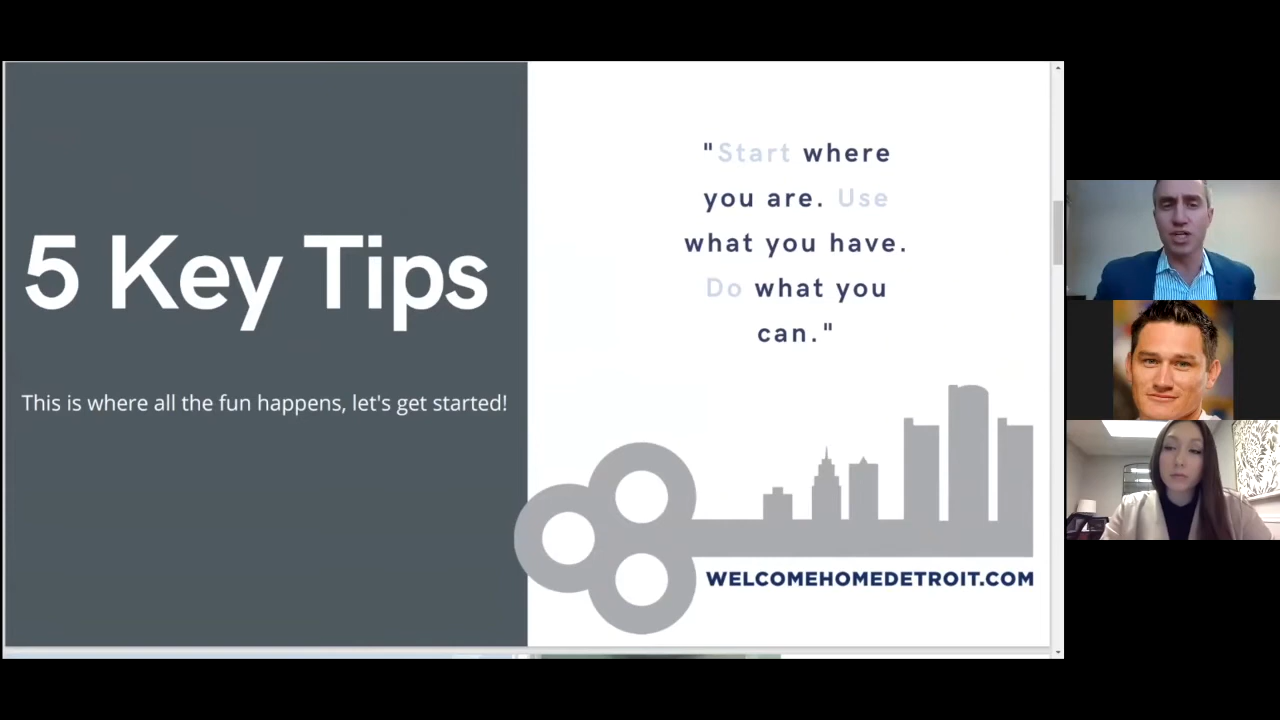 5 Key Tips
This is where all the fun happens, let's get started!
"Start where
you are. Use
what you have.
Do what you
can."
WELCOMEHOMEDETROIT.COM